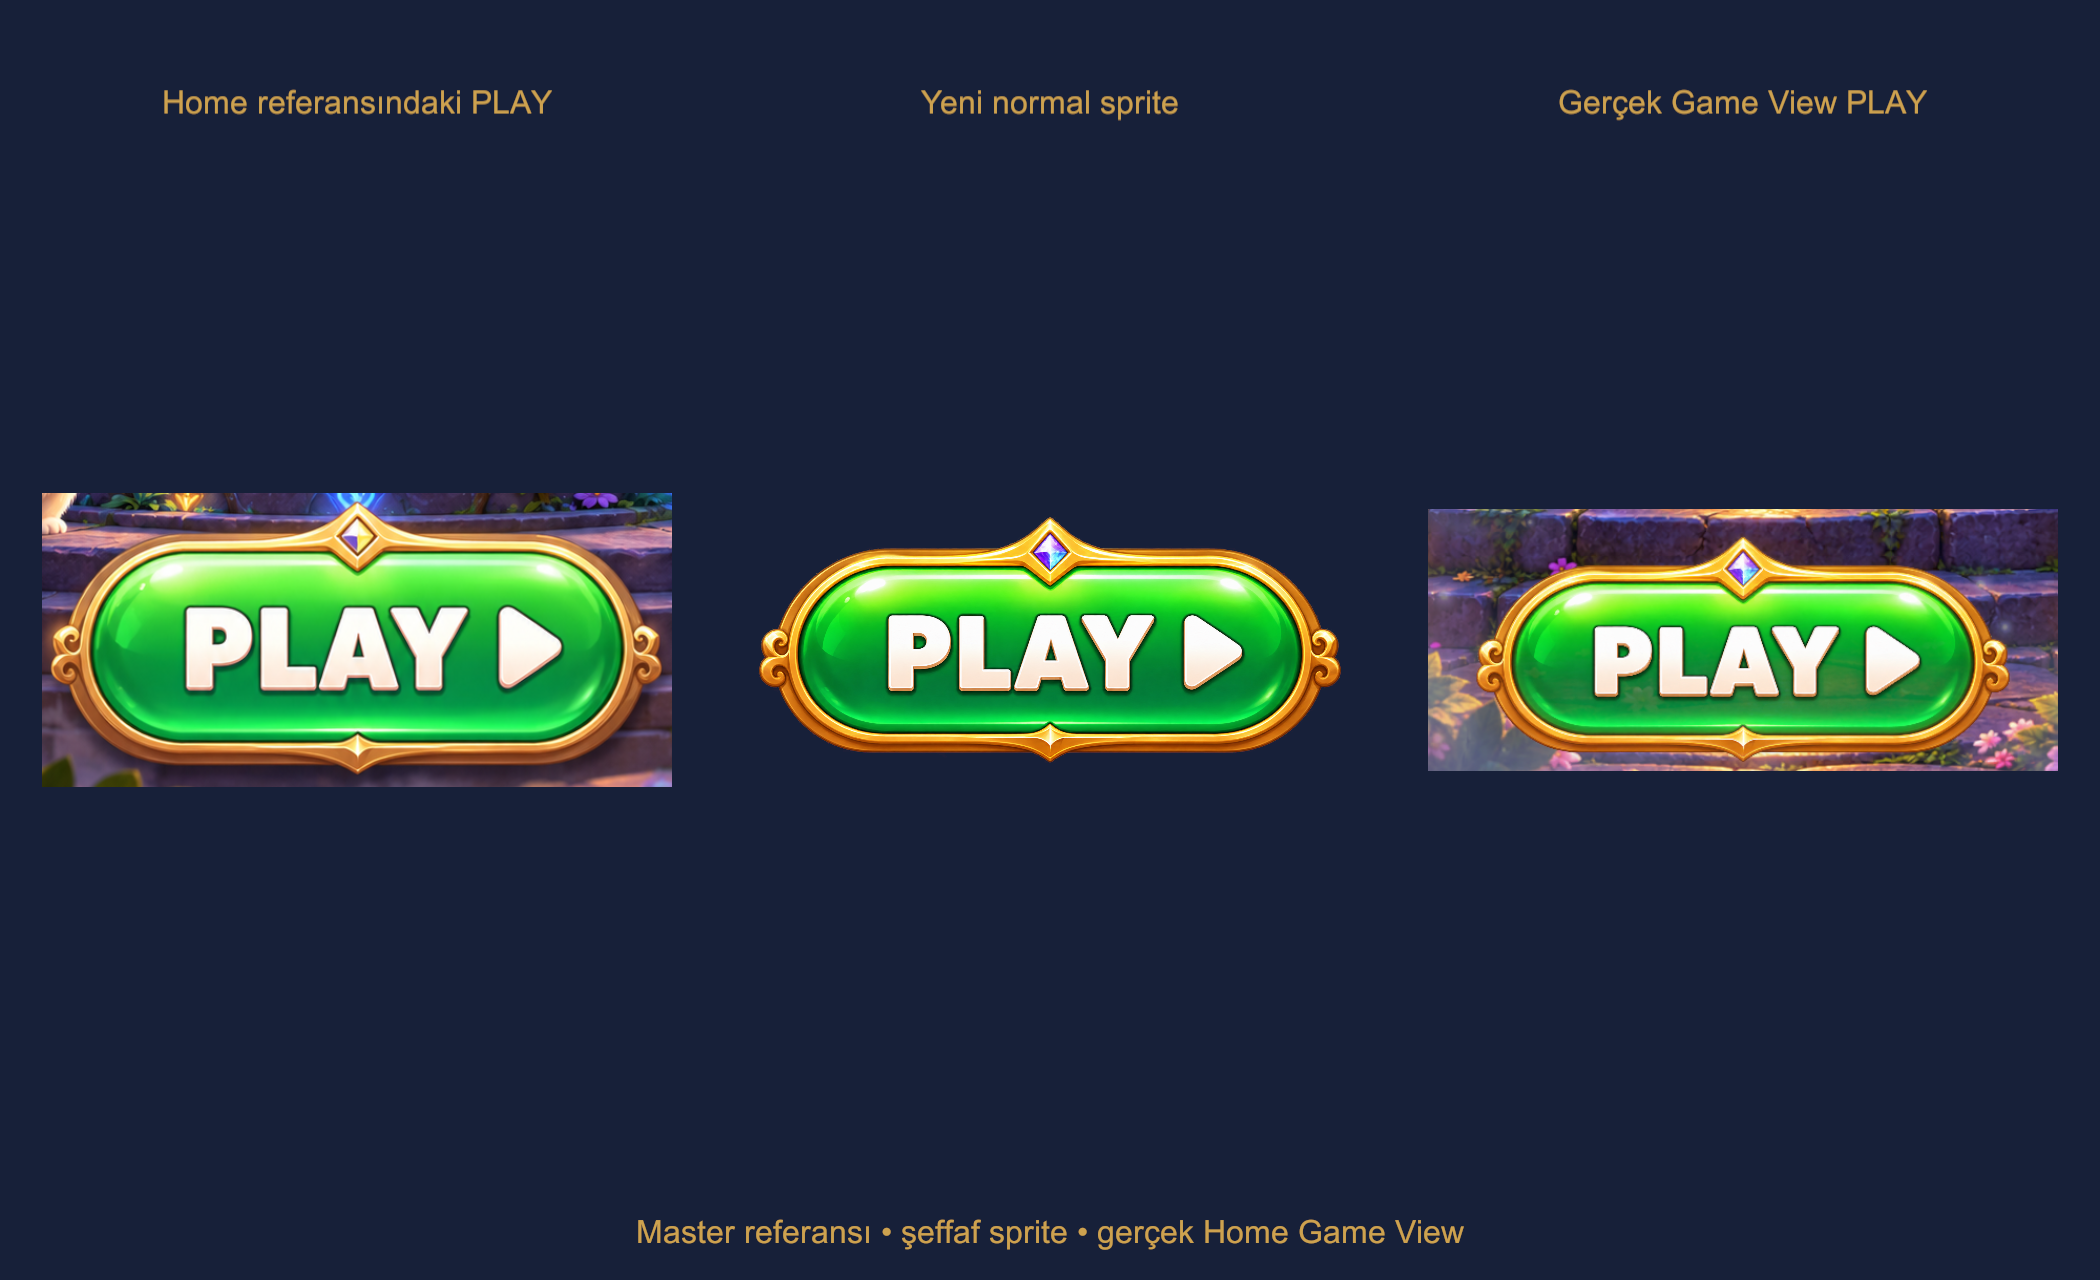 Home referansındaki PLAY
Yeni normal sprite
Gerçek Game View PLAY
PLAY
PLAY
PLAY
Master referansı • şeffaf sprite • gerçek Home Game View